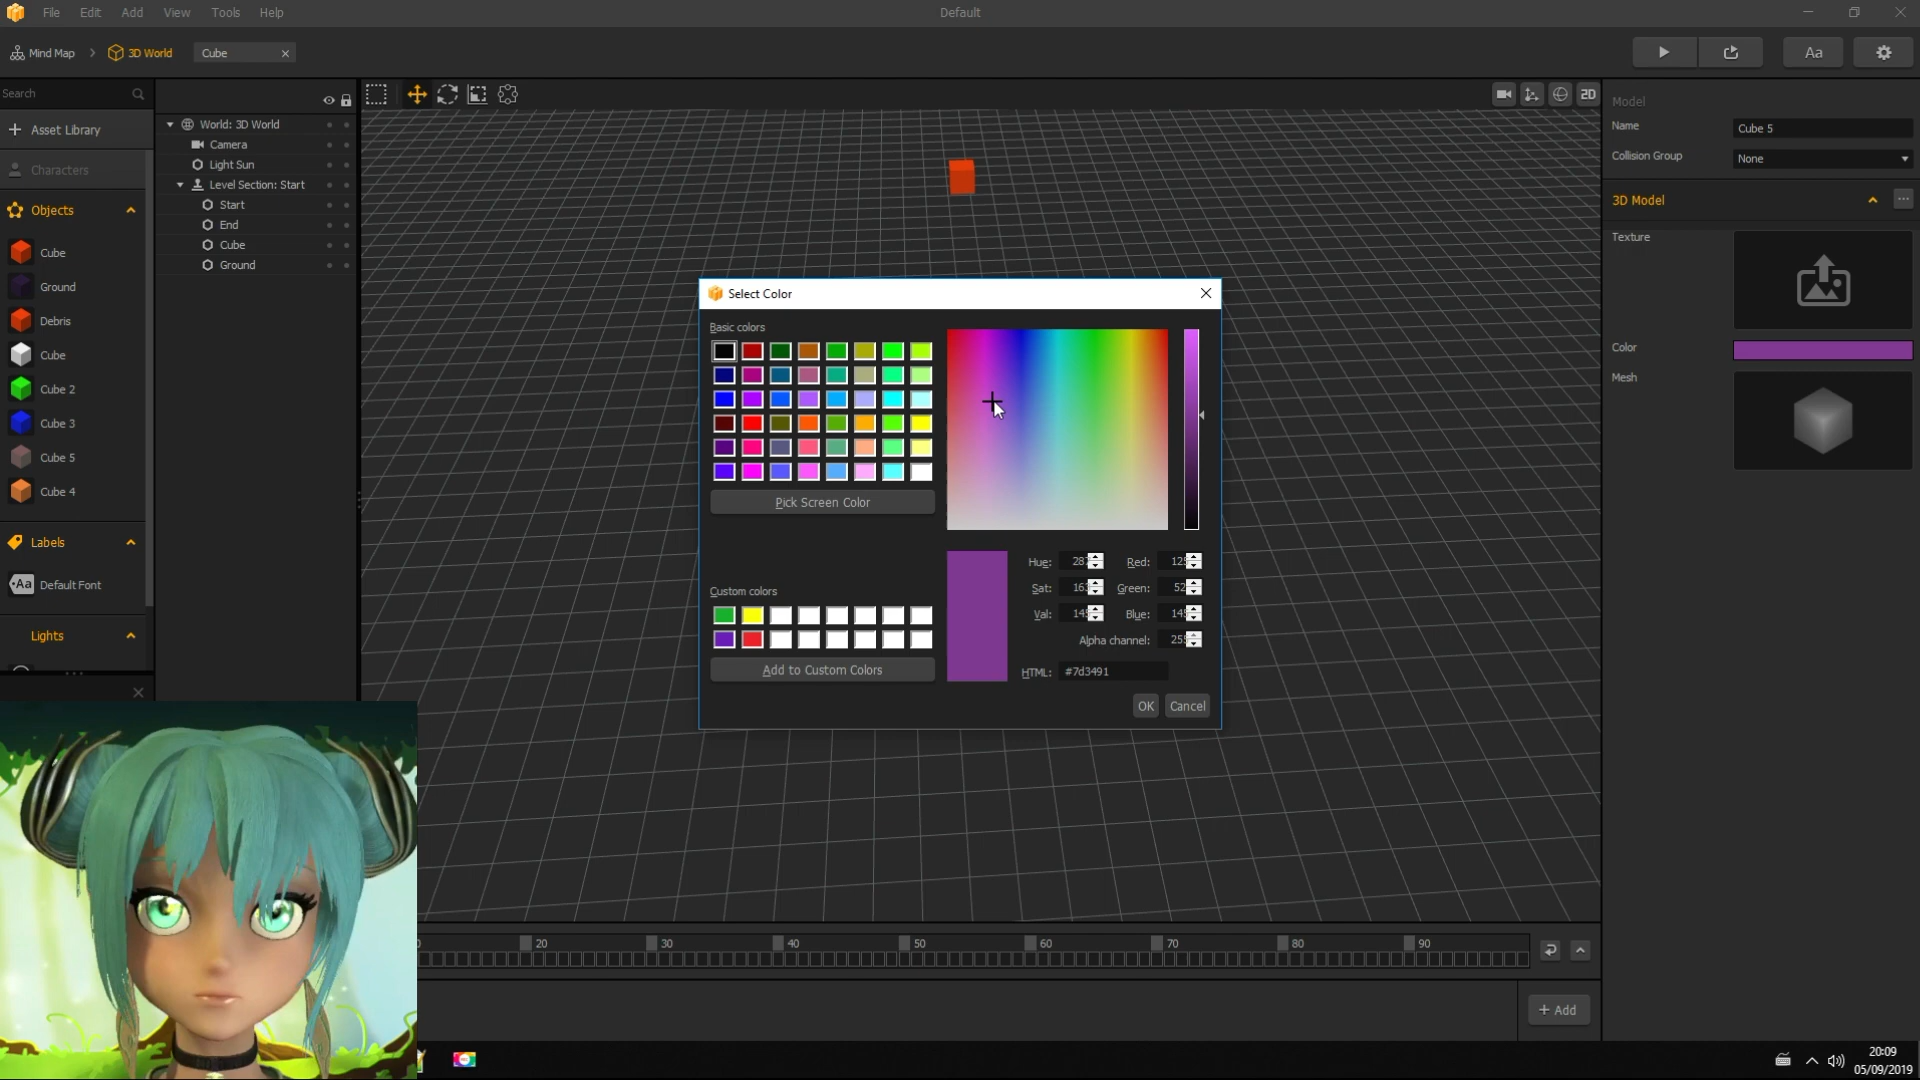 File Edit Add View Tools Help
Default
Mind Map
3D World
Cube
Aa
Search
Asset Library
Characters
Objects
Cube
Ground
Debris
Cube
Cube 2
Cube 3
Cube 5
Cube 4
Labels
Aa Default Font
Lights
World: 3D World
Camera
Light Sun
Level Section: Start
Start
End
Cube
Ground
2D
Select Color
Basic colors
Pick Screen Color
Custom colors
Add to Custom Colors
Hue:
Red:
Sat:
Green: 52
Val:
Blue:
Alpha channel:
HTML: #7d3491
OK Cancel
Model
Name Cube 5
Collision Group None
3D Model
Texture
Color
Mesh
20 30 40 50 60 70 80 90
+ Add
20:09
05/09/2019